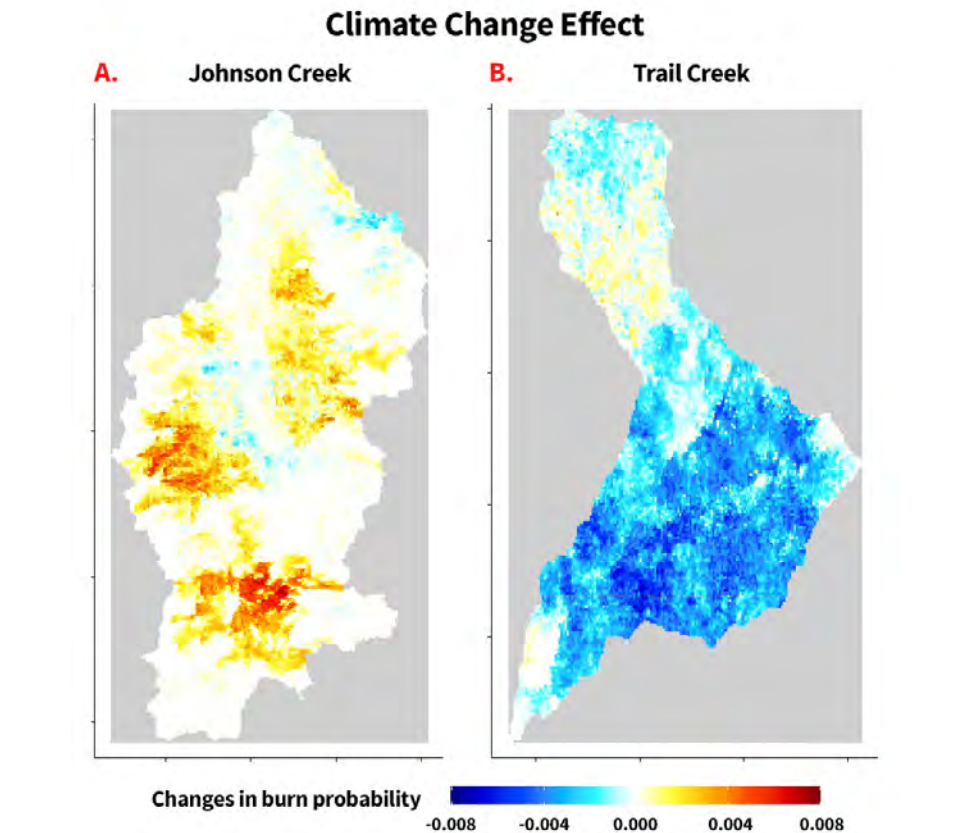 Climate Change Effect
A. Johnson Creek B. Trail Creek
Changes in burn probability
-0.008 -0.004 0.000 0.004 0.008